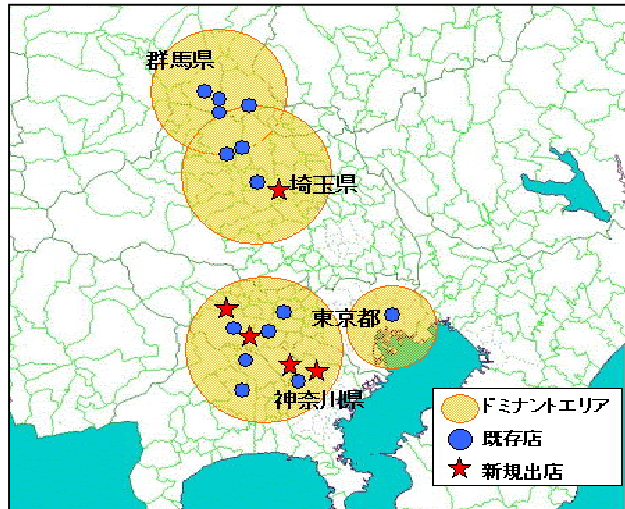 群馬県
埼玉県
東京都
神奈川県
ドミナントエリア
既存店
新規出店